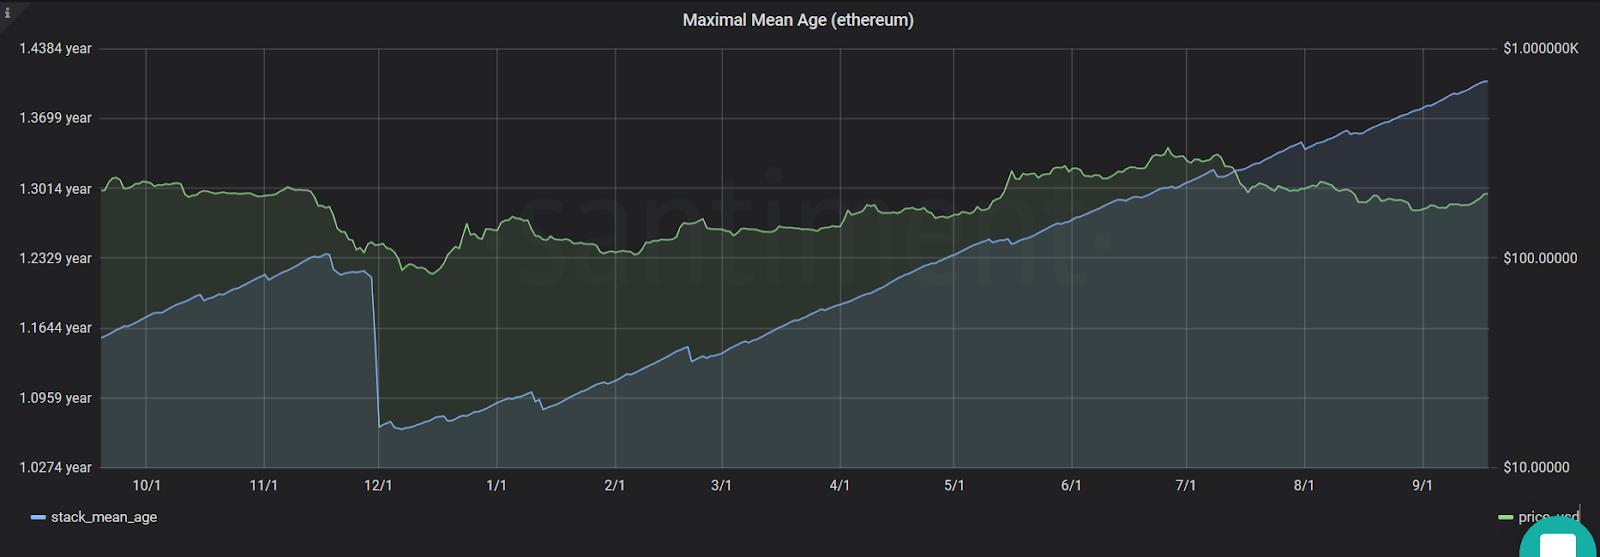 i
Maximal Mean Age (ethereum)
1.4384 year
1.3699 year
1.3014 year
1.2329 year
1.1644 year
1.0959 year
1.0274 year
$1.000000K
$100.00000
$10.00000
santiment.
10/1 11/1 12/1 1/1 2/1 3/1 4/1 5/1 6/1 7/1 8/1 9/1
stack_mean_age
price_usd